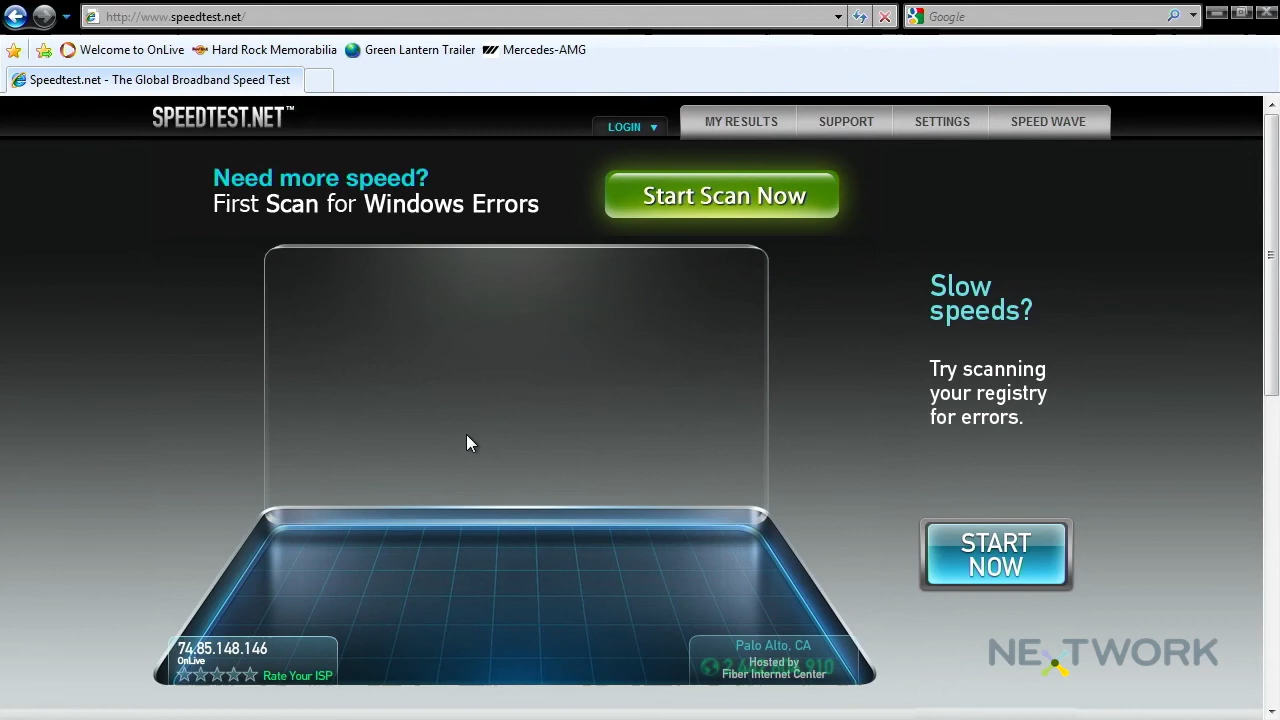 http://www.speedtest.net/
Google
Welcome to OnLive
Hard Rock Memorabilia
Green Lantern Trailer
Mercedes-AMG
Speedtest.net - The Global Broadband Speed Test
SPEEDTEST.NET™
LOGIN
MY RESULTS
SUPPORT
SETTINGS
SPEED WAVE
Need more speed?
First Scan for Windows Errors
Start Scan Now
Slow
speeds?
Try scanning
your registry
for errors.
START
NOW
74.85.148.146
OnLive
Rate Your ISP
Palo Alto, CA
Hosted by
Fiber Internet Center
NEXTWORK